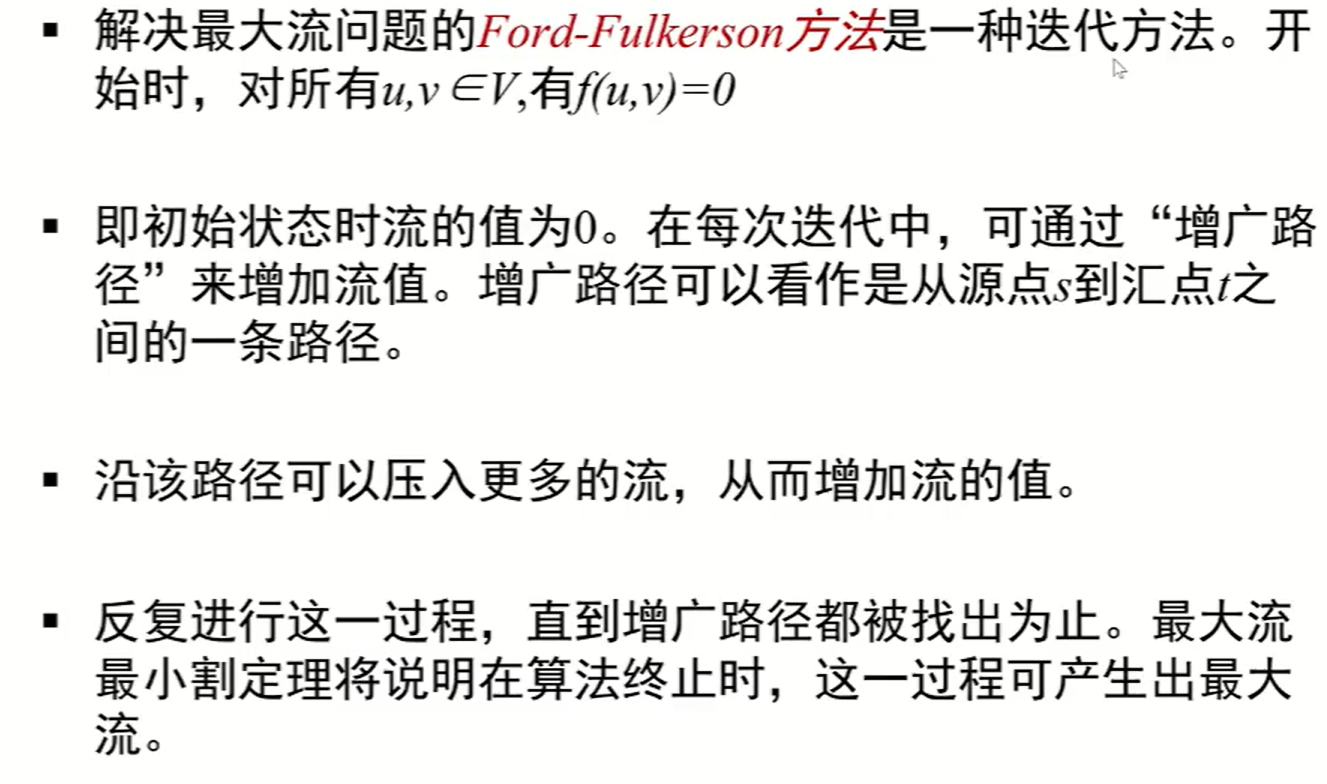 ▪ 解决最大流问题的Ford-Fulkerson方法是一种迭代方法。开
始时，对所有u,v∈V,有f(u,v)=0
▪ 即初始状态时流的值为0。在每次迭代中，可通过“增广路
径”来增加流值。增广路径可以看作是从源点s到汇点t之
间的一条路径。
▪ 沿该路径可以压入更多的流，从而增加流的值。
▪ 反复进行这一过程，直到增广路径都被找出为止。最大流
最小割定理将说明在算法终止时，这一过程可产生出最大
流。